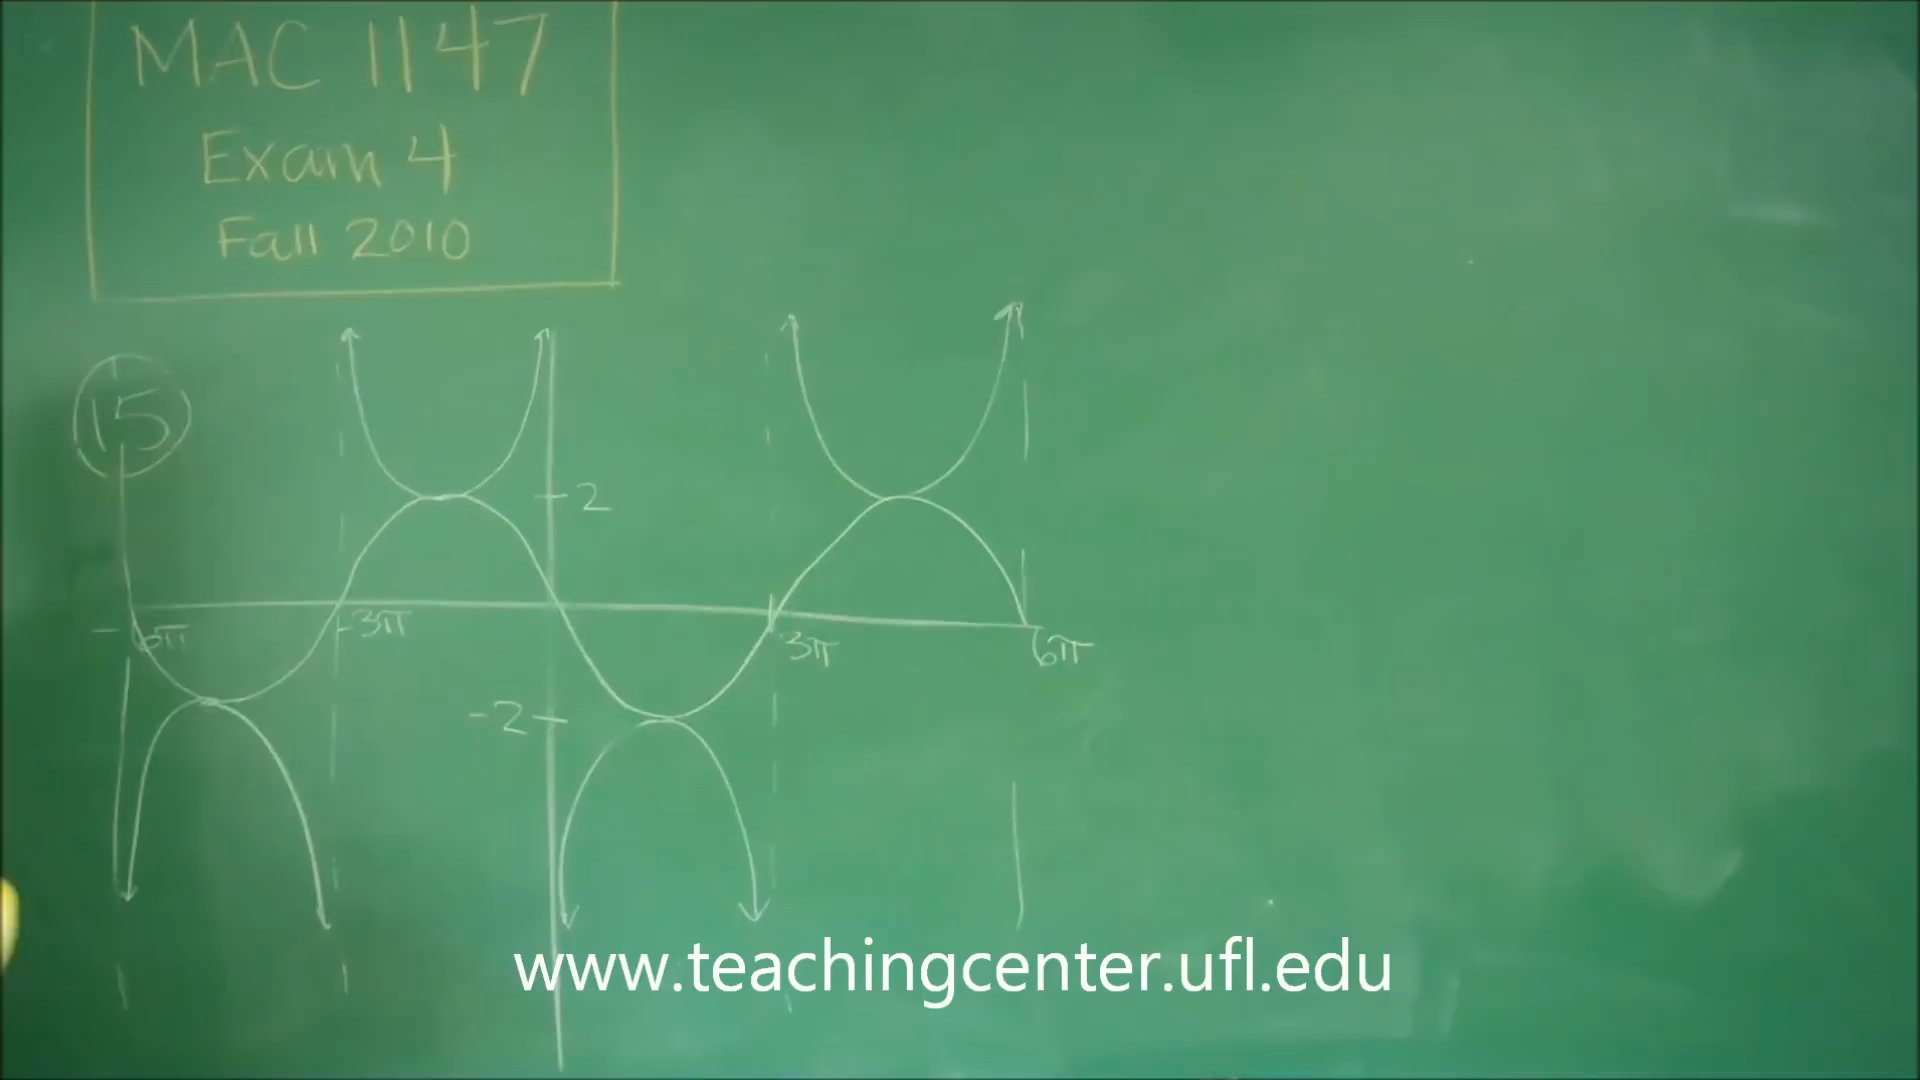 MAC 1147
Exam 4
Fall 2010
15
2
-6π
-3π
3π
6π
-2
www.teachingcenter.ufl.edu